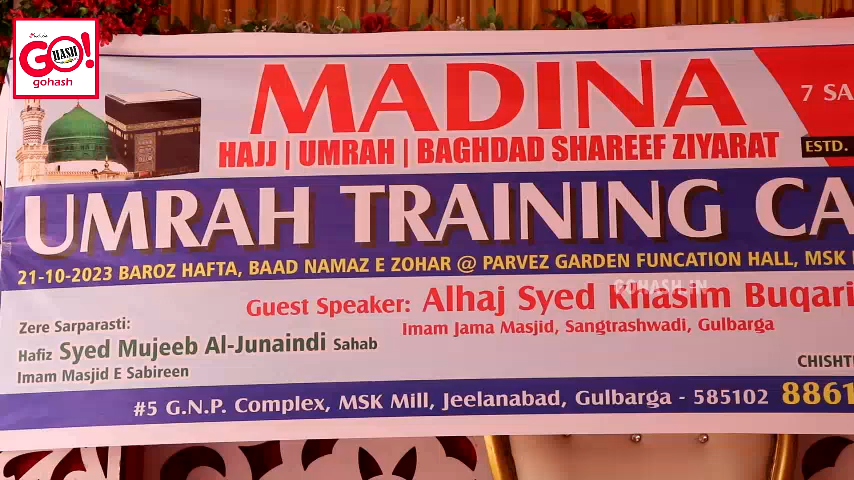 GO!
HASH
gohash
MADINA
7 SA
HAJJ | UMRAH | BAGHDAD SHAREEF ZIYARAT
ESTD.
UMRAH TRAINING CA
21-10-2023 BAROZ HAFTA, BAAD NAMAZ E ZOHAR @ PARVEZ GARDEN FUNCATION HALL, MSK
GOHASH.IN
Guest Speaker: Alhaj Syed Khasim Buqari
Imam Jama Masjid, Sangtrashwadi, Gulbarga
Zere Sarparasti:
Hafiz Syed Mujeeb Al-Junaindi Sahab
Imam Masjid E Sabireen
CHISHT
#5 G.N.P. Complex, MSK Mill, Jeelanabad, Gulbarga - 585102 8861